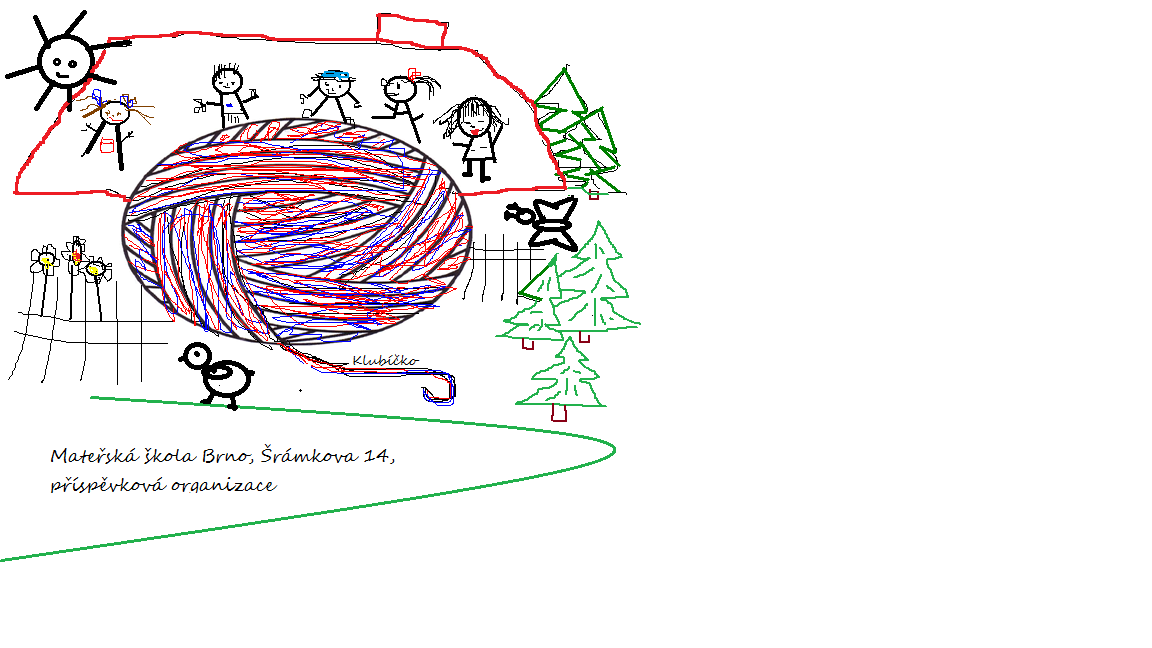 Klubíčko
Mateřská škola Brno, Šrámkova 14,
příspěvková organizace